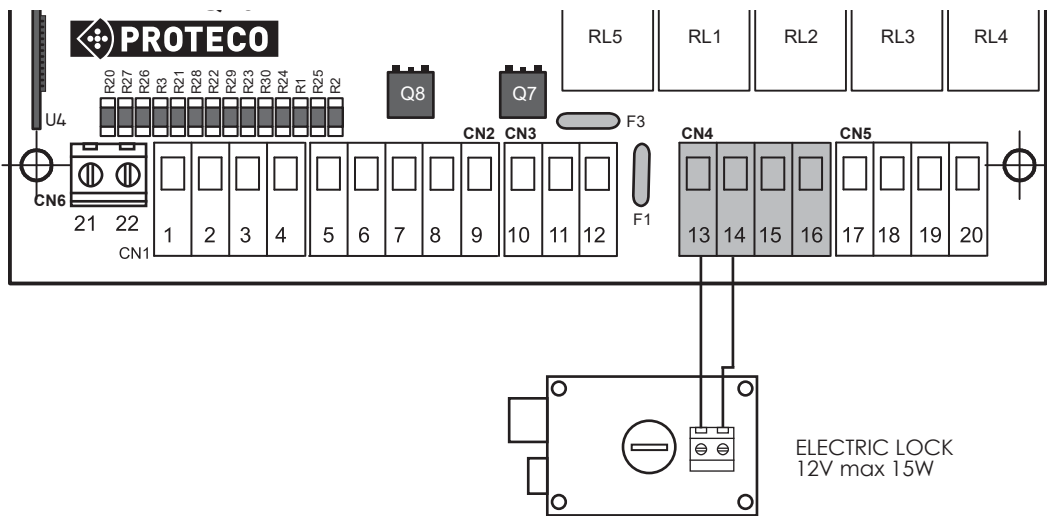 PROTECO
RL5 RL1 RL2 RL3 RL4
R20 R27 R26 R3 R21 R28 R22 R29 R23 R30 R24 R1 R25 R2
Q8 Q7
U4
F3
CN2 CN3 CN4 CN5
CN6
F1
21 22 1 2 3 4 5 6 7 8 9 10 11 12 13 14 15 16 17 18 19 20
CN1
ELECTRIC LOCK
12V max 15W